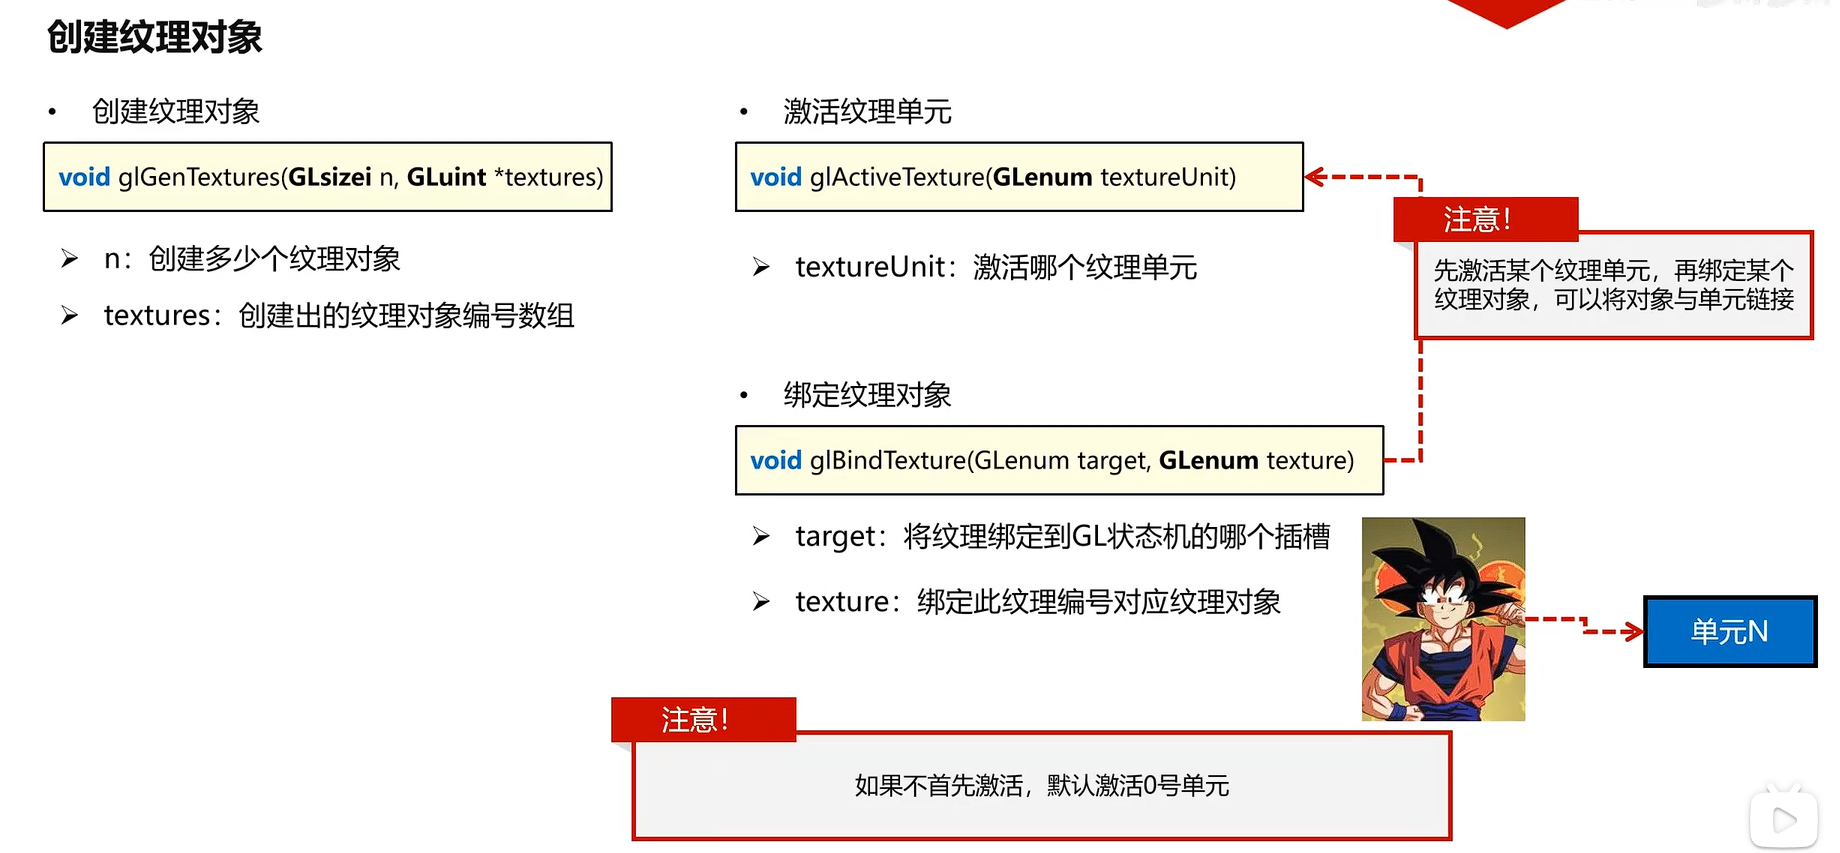 创建纹理对象
• 创建纹理对象
void glGenTextures(GLsizei n, GLuint *textures)
➢ n：创建多少个纹理对象
➢ textures：创建出的纹理对象编号数组
• 激活纹理单元
void glActiveTexture(GLenum textureUnit)
➢ textureUnit：激活哪个纹理单元
注意！
先激活某个纹理单元，再绑定某个
纹理对象，可以将对象与单元链接
• 绑定纹理对象
void glBindTexture(GLenum target, GLenum texture)
➢ target：将纹理绑定到GL状态机的哪个插槽
➢ texture：绑定此纹理编号对应纹理对象
单元N
注意！
如果不首先激活，默认激活0号单元